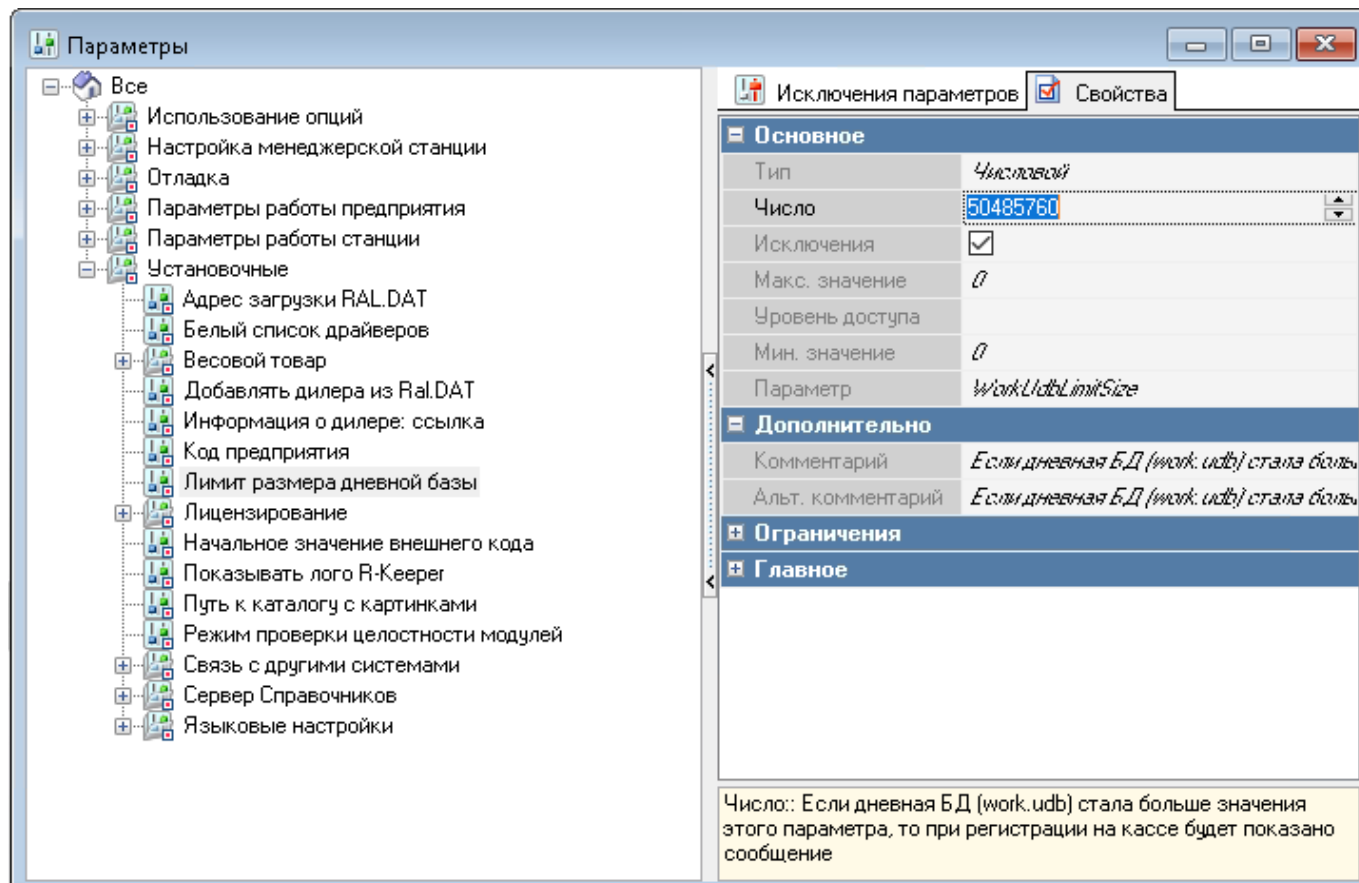 Параметры
Все
Использование опций
Настройка менеджерской станции
Отладка
Параметры работы предприятия
Параметры работы станции
Установочные
Адрес загрузки RAL.DAT
Белый список драйверов
Весовой товар
Добавлять дилера из Ral.DAT
Информация о дилере: ссылка
Код предприятия
Лимит размера дневной базы
Лицензирование
Начальное значение внешнего кода
Показывать лого R-Keeper
Путь к каталогу с картинками
Режим проверки целостности модулей
Связь с другими системами
Сервер Справочников
Языковые настройки
Исключения параметров Свойства
Основное
Тип Числовой
Число 50485760
Исключения
Макс. значение 0
Уровень доступа
Мин. значение 0
Параметр WorkUdbLimitSize
Дополнительно
Комментарий Если дневная БД (work.udb) стала боль
Альт. комментарий Если дневная БД (work.udb) стала боль
Ограничения
Главное
Число:: Если дневная БД (work.udb) стала больше значения
этого параметра, то при регистрации на кассе будет показано
сообщение